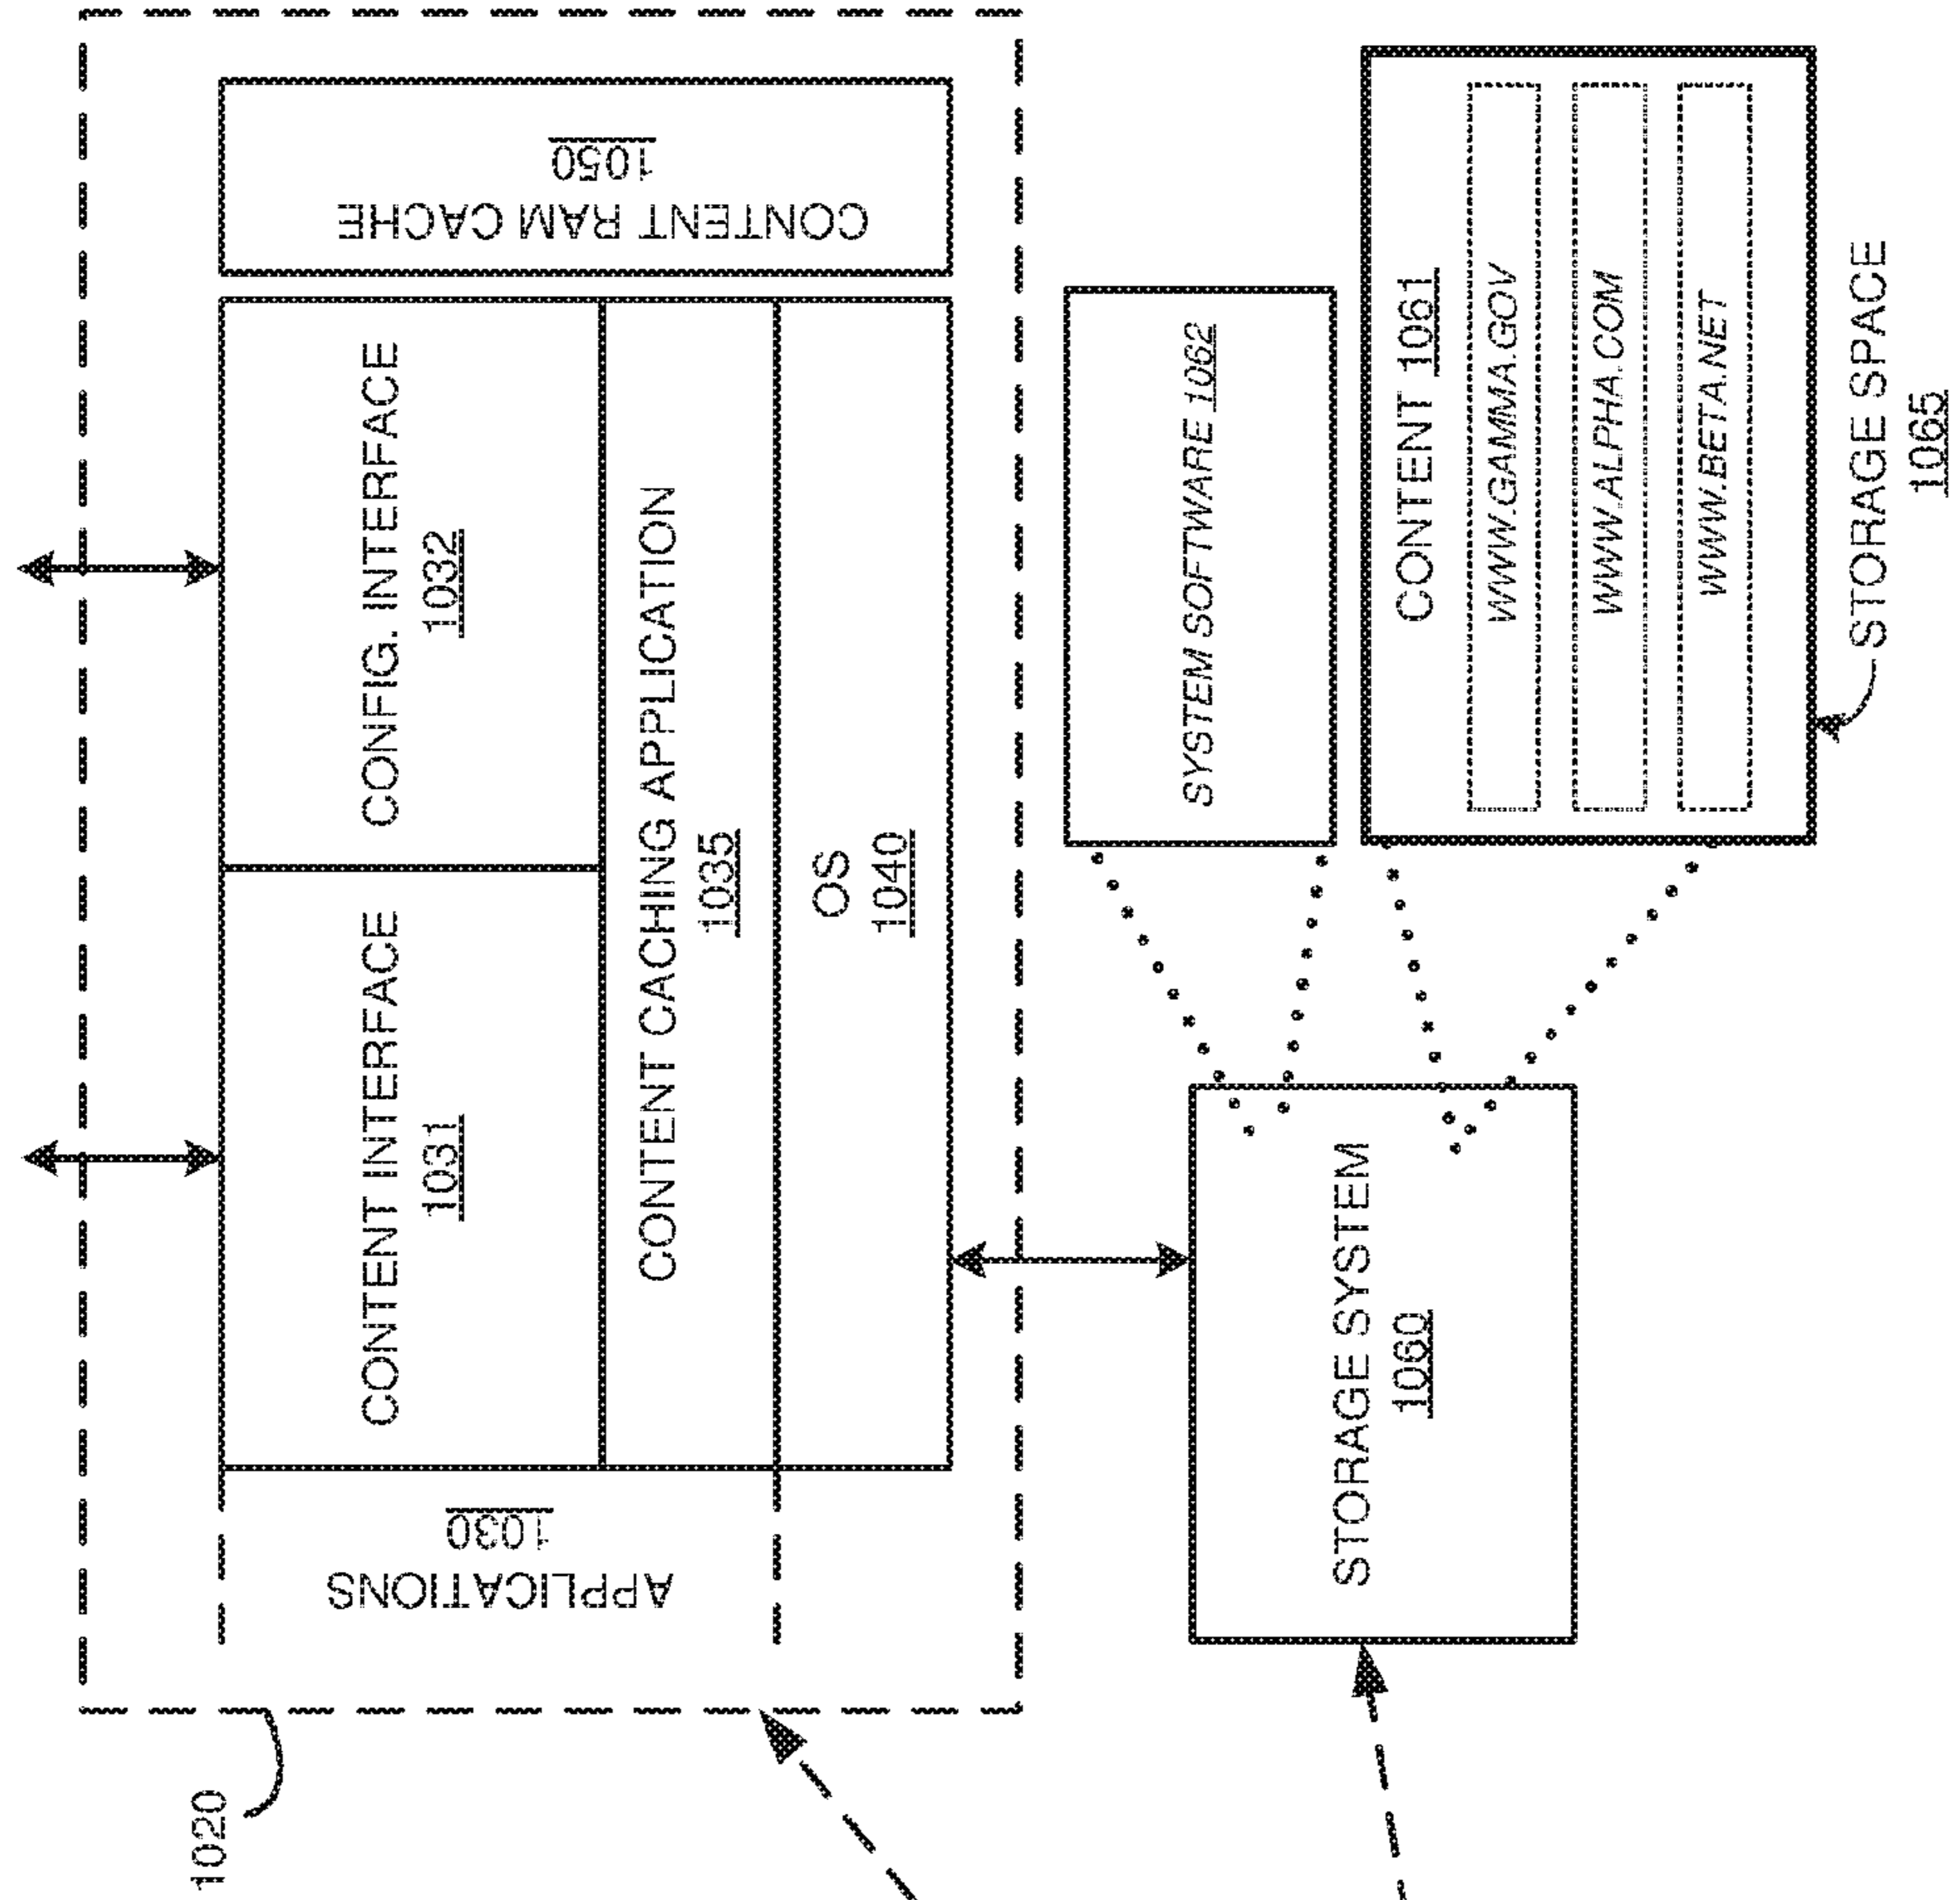 1020
APPLICATIONS
1030
CONTENT INTERFACE
1031
CONFIG. INTERFACE
1032
CONTENT CACHING APPLICATION
1035
OS
1040
CONTENT RAM CACHE
1050
STORAGE SYSTEM
1060
SYSTEM SOFTWARE 1062
CONTENT 1061
WWW.GAMMA.GOV
WWW.ALPHA.COM
WWW.BETA.NET
STORAGE SPACE
1065